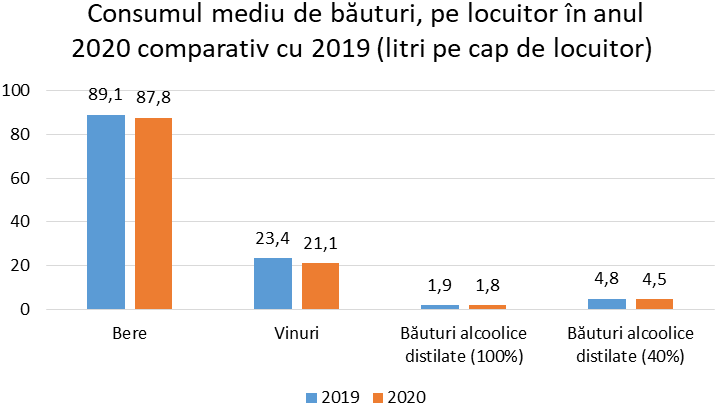 Consumul mediu de băuturi, pe locuitor în anul
2020 comparativ cu 2019 (litri pe cap de locuitor)
100
80
60
40
20
0
89,1 87,8
23,4 21,1
1,9 1,8
4,8 4,5
Bere
Vinuri
Băuturi alcoolice
distilate (100%)
Băuturi alcoolice
distilate (40%)
2019 2020